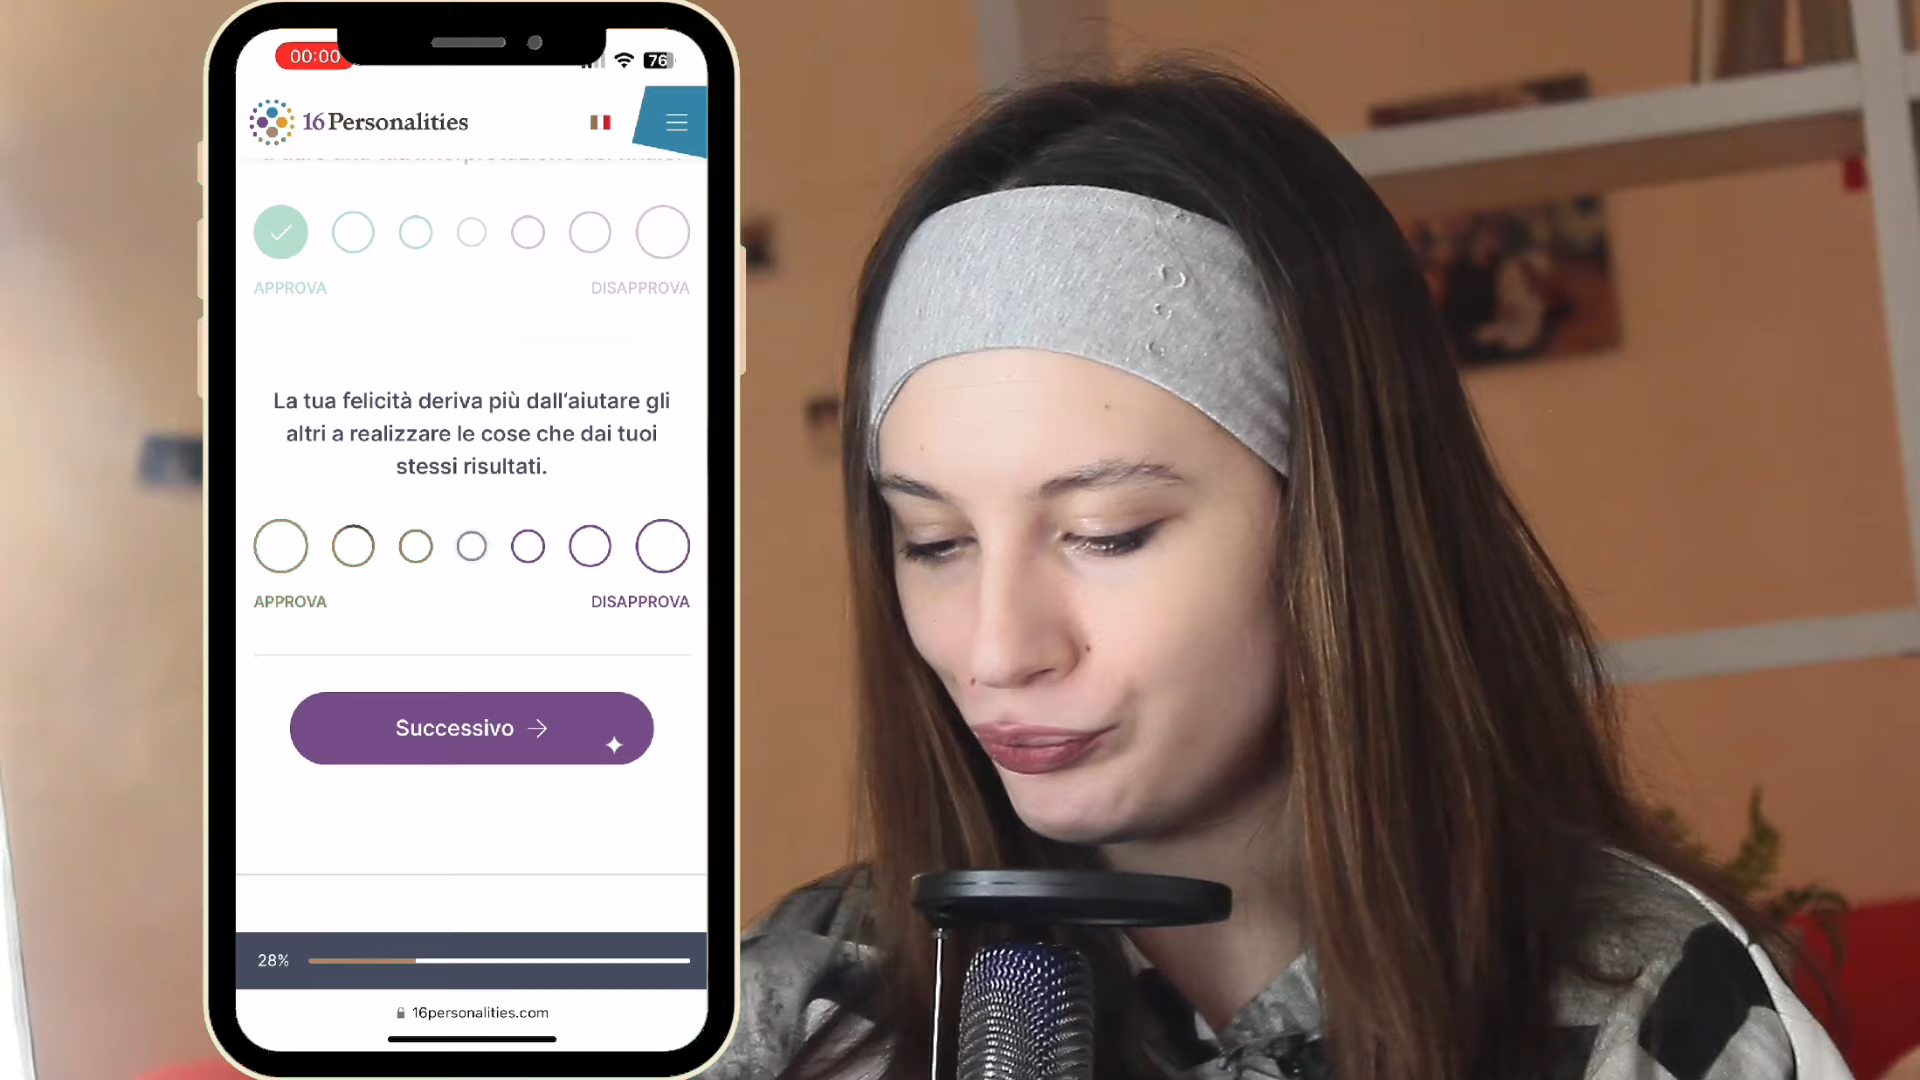 00:00
76
16Personalities
APPROVA
DISAPPROVA
La tua felicità deriva più dall‘aiutare gli
altri a realizzare le cose che dai tuoi
stessi risultati.
APPROVA
DISAPPROVA
Successivo
28%
16personalities.com